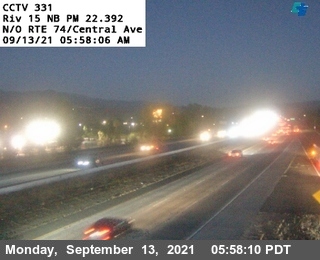 CCTV 331
Riv 15 NB PM 22.392
N/O RTE 74/Central Ave
09/13/21 05:58:06 AM
Monday, September 13, 2021 05:58:10 PDT